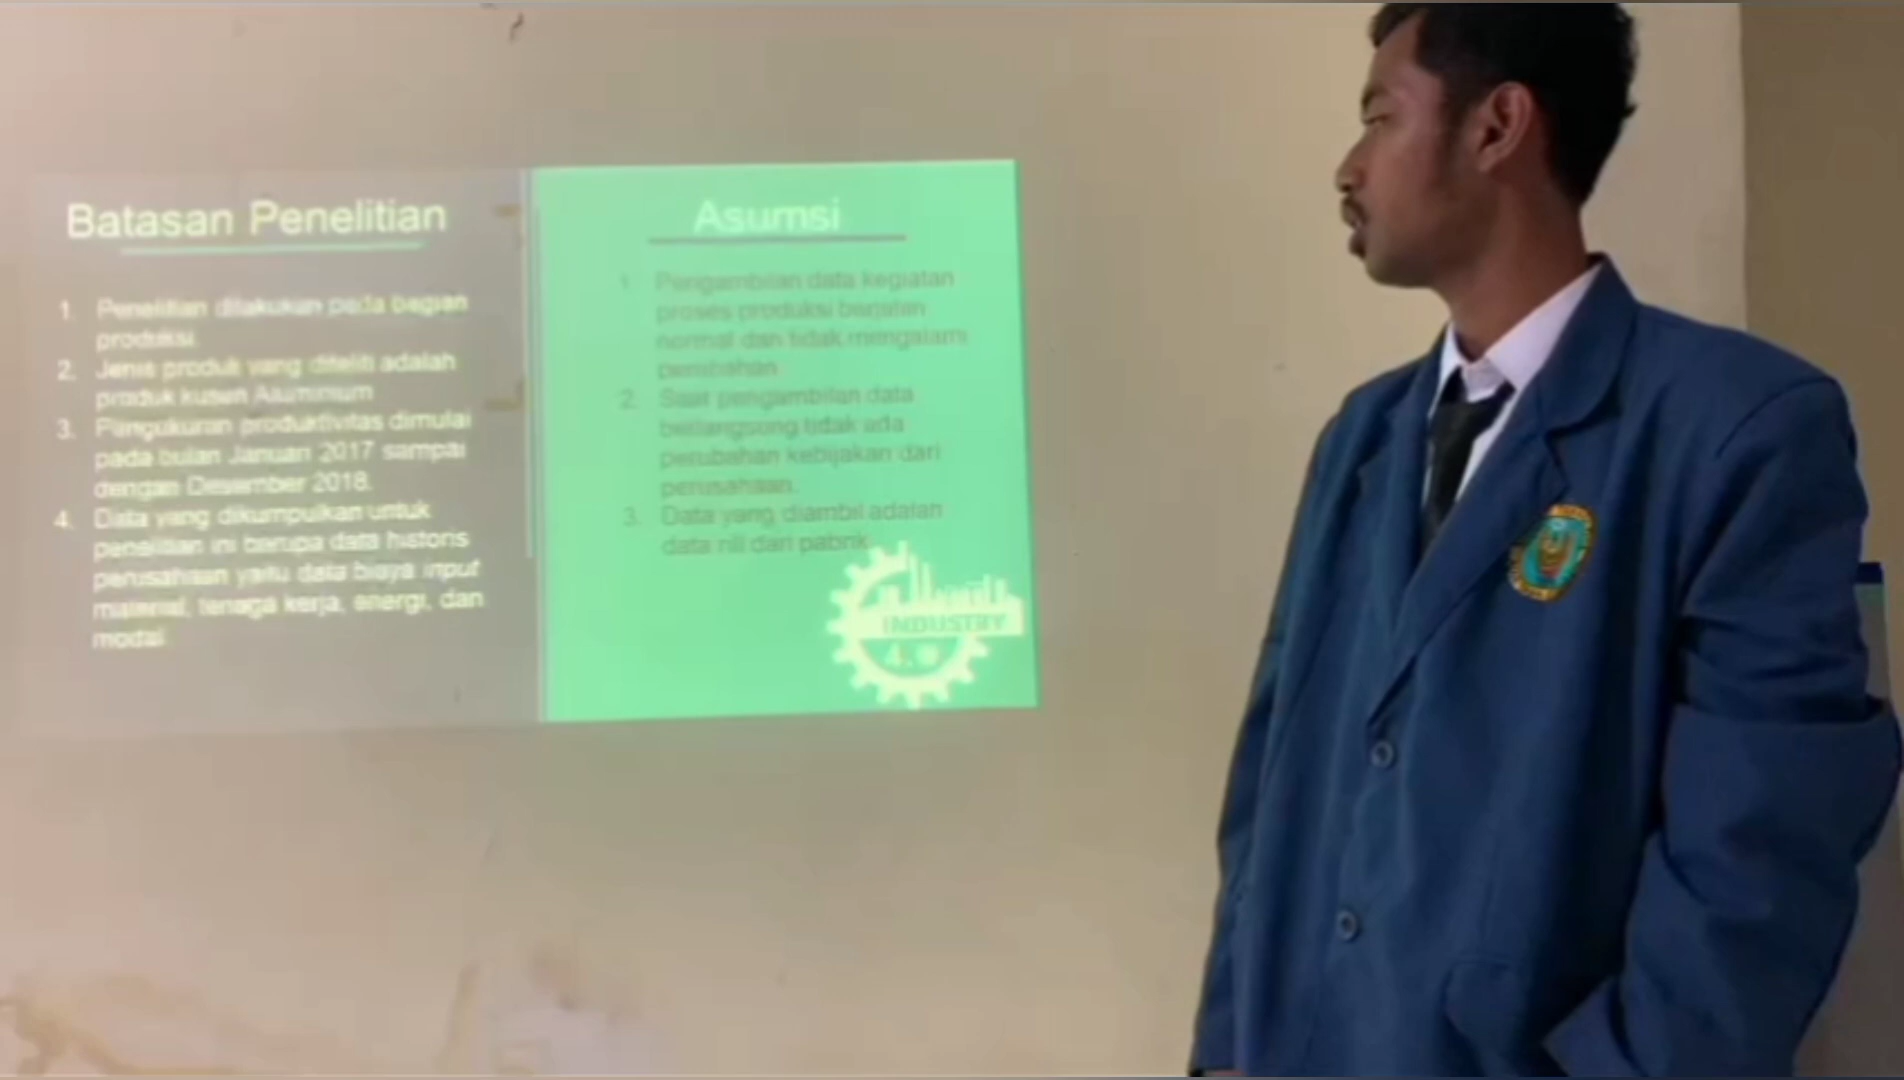 Batasan Penelitian
1. Penelitian dilakukan pada bagian
produksi.
2. Jenis produk yang diteliti adalah
produk kusen Aluminium
3. Pengukuran produktivitas dimulai
pada bulan Januari 2017 sampai
dengan Desember 2018.
4. Data yang dikumpulkan untuk
penelitian ini berupa data historis
perusahaan yaitu data biaya input
material, tenaga kerja, energi, dan
modal.
Asumsi
1. Pengambilan data kegiatan
proses produksi berjalan
normal dan tidak mengalami
perubahan.
2. Saat pengambilan data
berlangsung tidak ada
perubahan kebijakan dari
perusahaan.
3. Data yang diambil adalah
data riil dari pabrik.
INDUSTRY
4.0